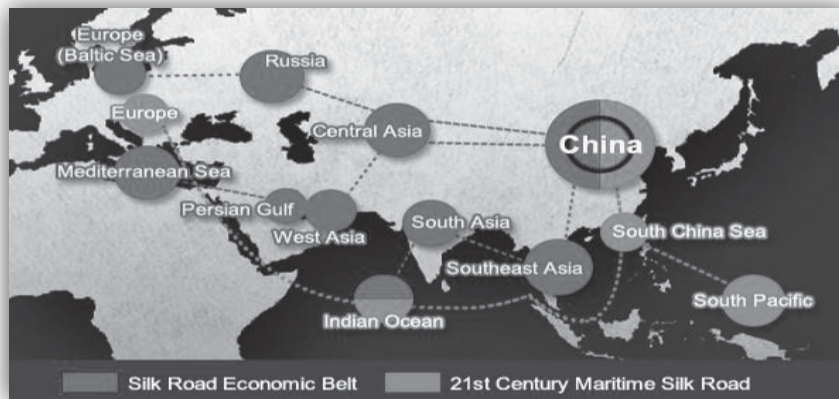 Europe
(Baltic Sea)
Russia
Europe
Central Asia
China
Mediterranean Sea
Persian Gulf
West Asia
South Asia
South China Sea
Southeast Asia
Indian Ocean
South Pacific
Silk Road Economic Belt
21st Century Maritime Silk Road